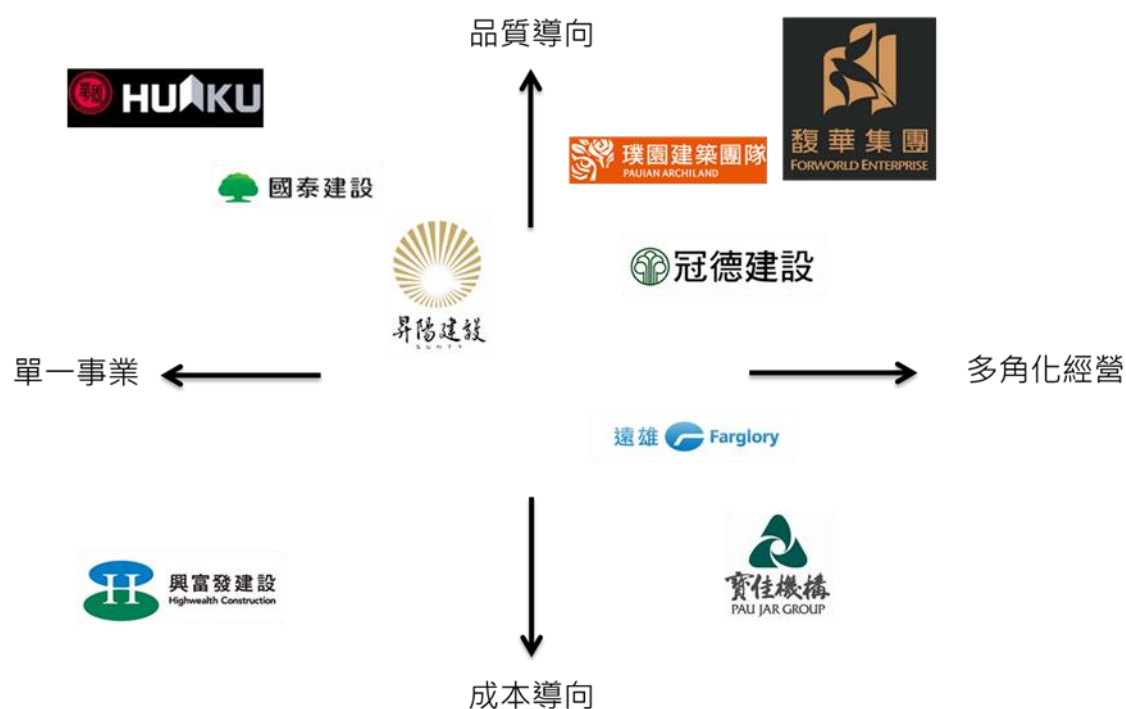 品質導向
華固
HUAKU
馥華集團
FORWORLD ENTERPRISE
璞園建築團隊
PAUIAN ARCHILAND
國泰建設
昇陽建設
SUNTY
冠德建設
單一事業
多角化經營
遠雄 Farglory
興富發建設
Highwealth Construction
H
寶佳機構
PAU JAR GROUP
成本導向